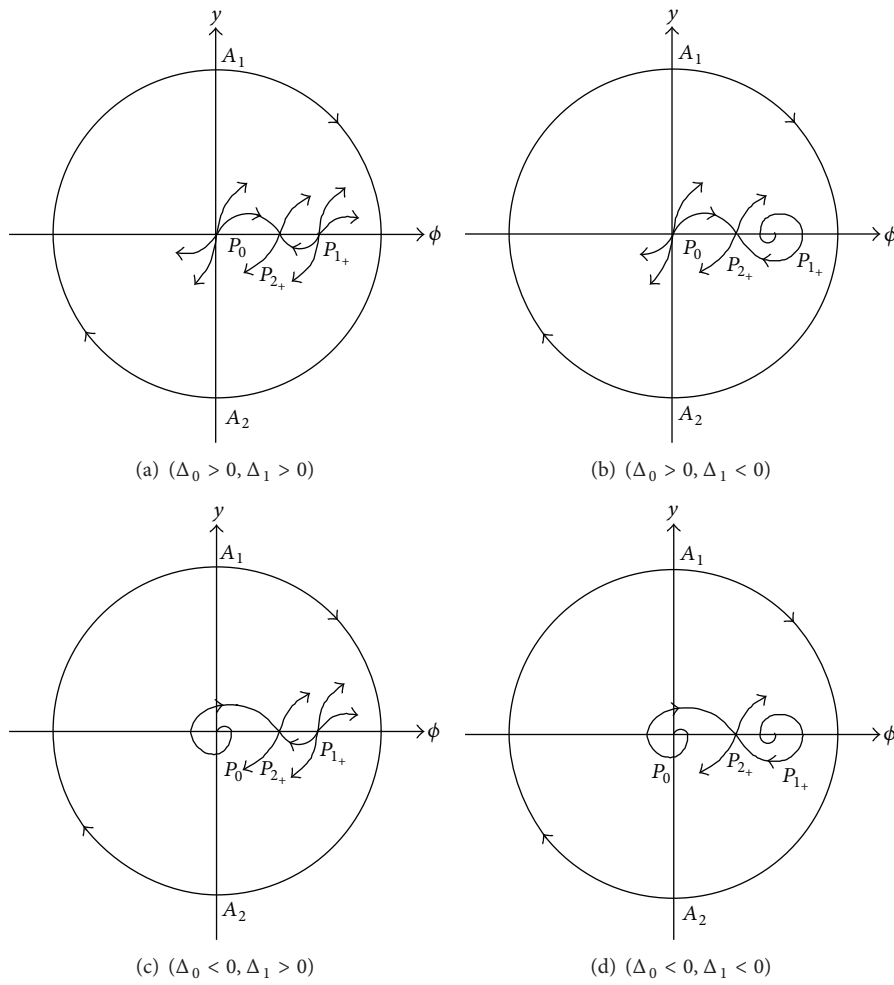 y
A₁
ϕ
P₀
P₂₊
P₁₊
A₂
(a) (Δ₀ > 0, Δ₁ > 0)
y
A₁
ϕ
P₀
P₂₊
P₁₊
A₂
(b) (Δ₀ > 0, Δ₁ < 0)
y
A₁
ϕ
P₀
P₂₊
P₁₊
A₂
(c) (Δ₀ < 0, Δ₁ > 0)
y
A₁
ϕ
P₀
P₂₊
P₁₊
A₂
(d) (Δ₀ < 0, Δ₁ < 0)